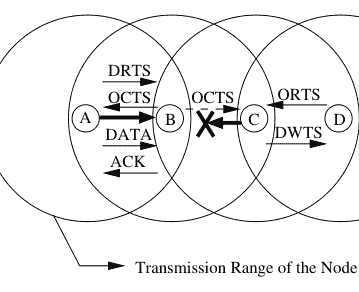 DRTS
OCTS OCTS ORTS
A B C D
DATA DWTS
ACK
Transmission Range of the Node